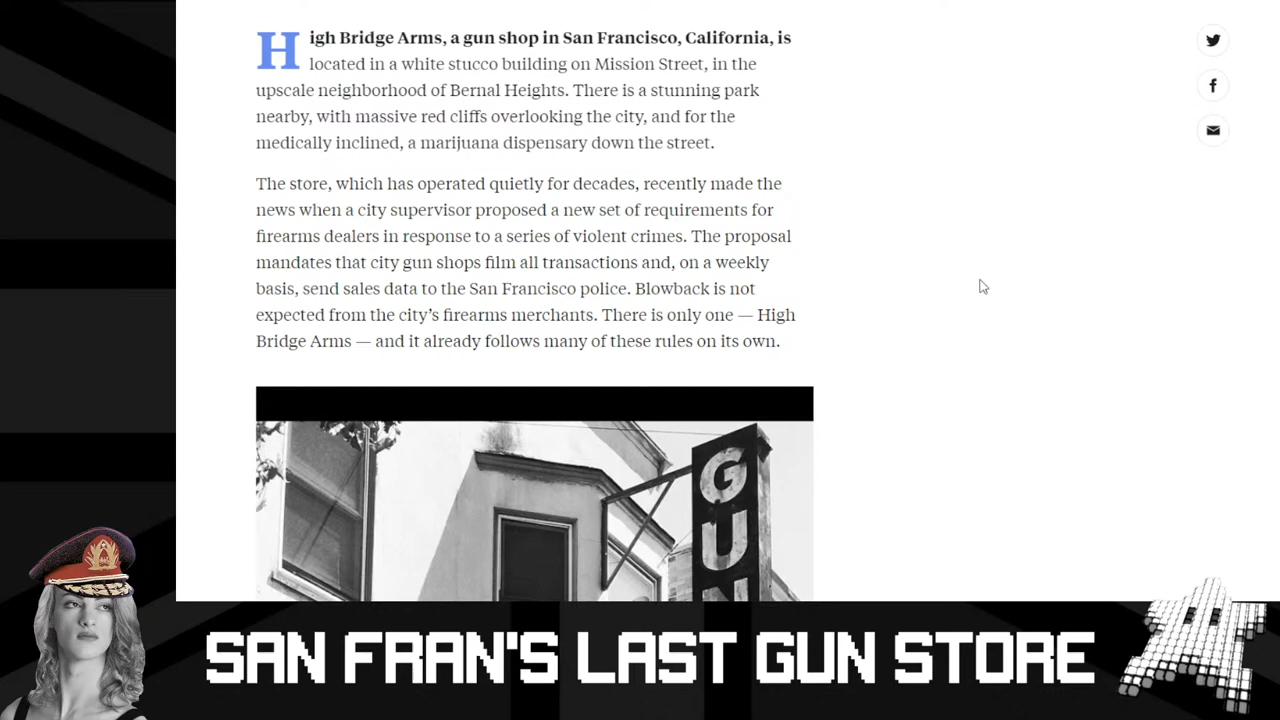 High Bridge Arms, a gun shop in San Francisco, California, is
located in a white stucco building on Mission Street, in the
upscale neighborhood of Bernal Heights. There is a stunning park
nearby, with massive red cliffs overlooking the city, and for the
medically inclined, a marijuana dispensary down the street.
The store, which has operated quietly for decades, recently made the
news when a city supervisor proposed a new set of requirements for
firearms dealers in response to a series of violent crimes. The proposal
mandates that city gun shops film all transactions and, on a weekly
basis, send sales data to the San Francisco police. Blowback is not
expected from the city’s firearms merchants. There is only one — High
Bridge Arms — and it already follows many of these rules on its own.
GUN
SAN FRAN'S LAST GUN STORE